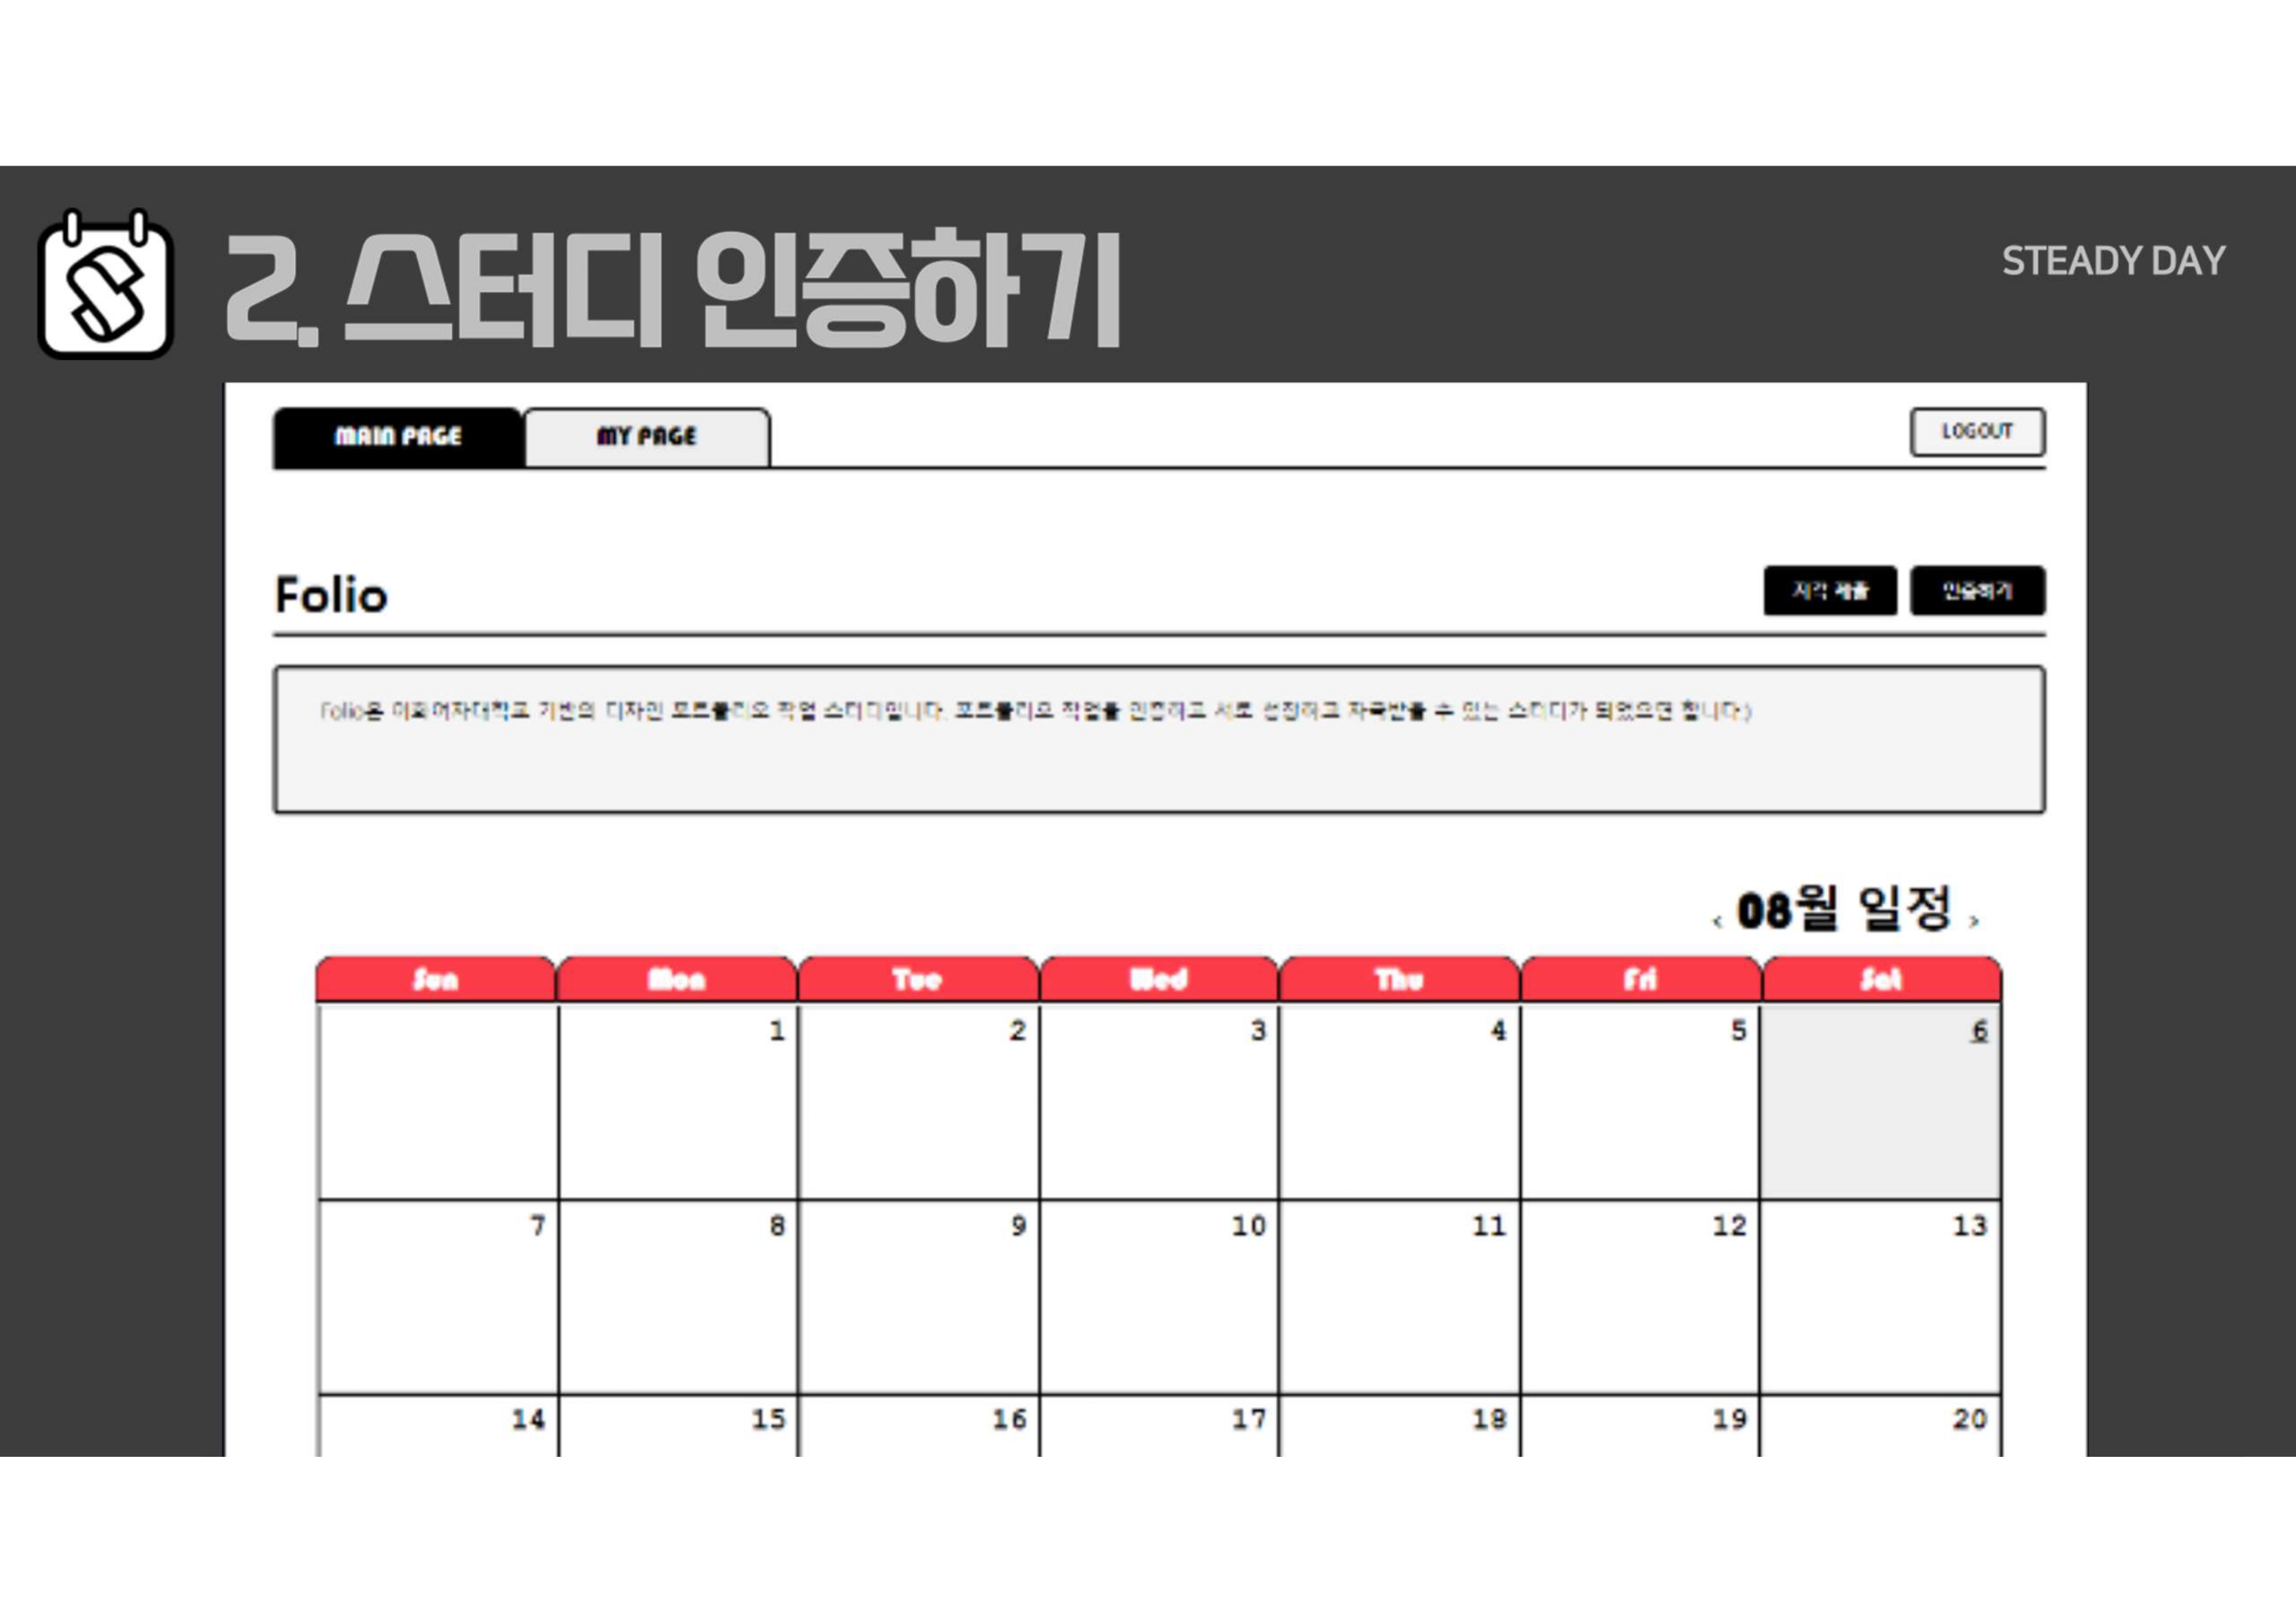 2. 스터디 인증하기
STEADY DAY
MAIN PAGE
MY PAGE
LOGOUT
Folio
지각 제출
인증하기
Folio은 이화여자대학교 기반의 디자인 포트폴리오 작업 스터디입니다. 포트폴리오 작업을 인증하고 서로 성장하고 자극받을 수 있는 스터디가 되었으면 합니다:)
‹ 08월 일정 ›
Sun Mon Tue Wed Thu Fri Sat
1 2 3 4 5 6
7 8 9 10 11 12 13
14 15 16 17 18 19 20